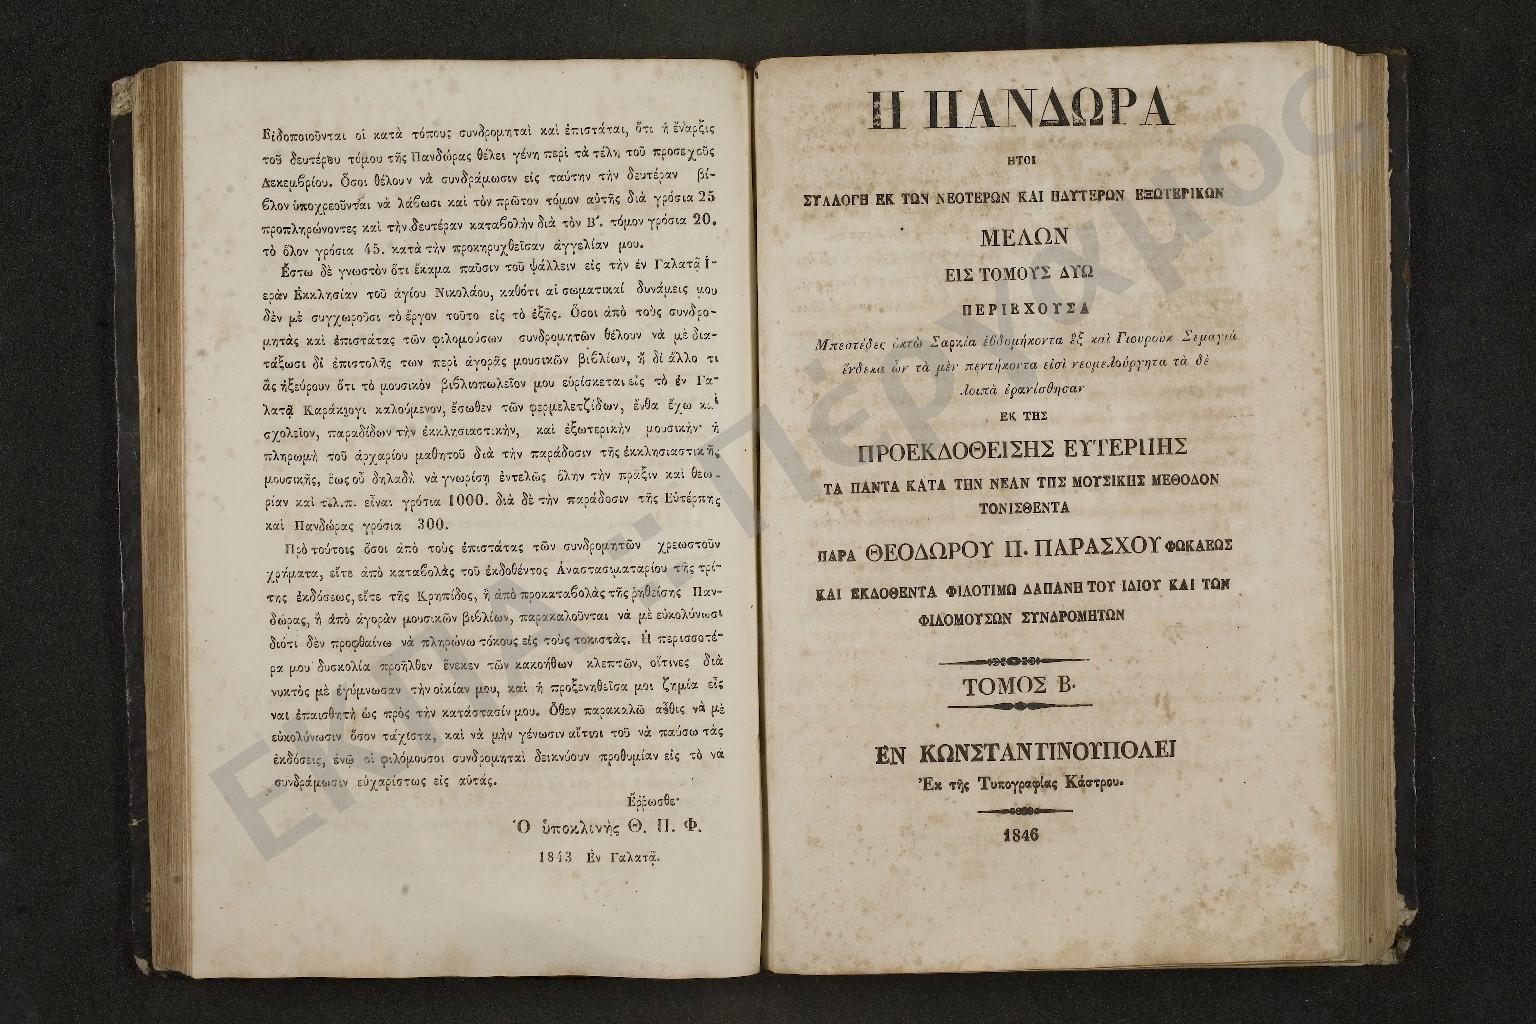 Εἰδοποιοῦνται οἱ κατὰ τόπους συνδρομηταὶ καὶ ἐπιστάται, ὅτι ἡ ἔναρξις
τοῦ δευτέρου τόμου τῆς Πανδώρας θέλει γένῃ περὶ τὰ τέλη τοῦ προσεχοῦς
Δεκεμβρίου. Ὅσοι θέλουν νὰ συνδράμωσιν εἰς ταύτην τὴν δευτέραν βί-
βλον ὑποχρεοῦνται νὰ λάβωσι καὶ τὸν πρῶτον τόμον αὐτῆς διὰ γρόσια 25
προπληρώνοντες καὶ τὴν δευτέραν καταβολὴν διὰ τὸν Β΄. τόμον γρόσια 20.
τὸ ὅλον γρόσια 45. κατὰ τὴν προκηρυχθεῖσαν ἀγγελίαν μου.
Ἔστω δὲ γνωστὸν ὅτι ἔκαμα παῦσιν τοῦ ψάλλειν εἰς τὴν ἐν Γαλατᾷ Ἱ-
ερὰν Ἐκκλησίαν τοῦ ἁγίου Νικολάου, καθότι αἱ σωματικαί δυνάμεις μου
δὲν μὲ συγχωροῦσι τὸ ἔργον τοῦτο εἰς τὸ ἑξῆς. Ὅσοι ἀπὸ τοὺς συνδρο-
μητὰς καὶ ἐπιστάτας τῶν φιλομούσων συνδρομητῶν θέλουν νὰ μὲ δια-
τάξωσι δι' ἐπιστολῆς των περὶ ἀγορᾶς μουσικῶν βιβλίων, ἢ δι' ἄλλο τι
ἂς ἠξεύρουν ὅτι τὸ μουσικὸν βιβλιοπωλεῖον μου εὑρίσκεται εἰς τὸ ἐν Γα-
λατᾷ Καράκιογι καλούμενον, ἔσωθεν τῶν φερμελετζίδων, ἔνθα ἔχω καὶ
σχολεῖον, παραδίδων τὴν ἐκκλησιαστικὴν, καὶ ἐξωτερικὴν μουσικήν· ἡ
πληρωμὴ τοῦ ἀρχαρίου μαθητοῦ διὰ τὴν παράδοσιν τῆς ἐκκλησιαστικῆς
μουσικῆς, ἕως οὗ δηλαδὴ νὰ γνωρίσῃ ἐντελῶς ὅλην τὴν πρᾶξιν καὶ θεω-
ρίαν καὶ τ.λ.π. εἶναι γρόσια 1000. διὰ δὲ τὴν παράδοσιν τῆς Εὐτέρπης
καὶ Πανδώρας γρόσια 300.
Πρὸ τούτοις ὅσοι ἀπὸ τοὺς ἐπιστάτας τῶν συνδρομητῶν χρεωστοῦν
χρήματα, εἴτε ἀπὸ καταβολὰς τοῦ ἐκδοθέντος Ἀναστασιματαρίου τῆς τρί-
της ἐκδόσεως, εἴτε τῆς Κρηπίδος, ἢ ἀπὸ προκαταβολὰς τῆς ῥηθείσης Παν-
δώρας, ἢ ἀπὸ ἀγορὰν μουσικῶν βιβλίων, παρακαλοῦνται νὰ μὲ εὐκολύνωσι
διότι δὲν προφθαίνω νὰ πληρώνω τόκους εἰς τοὺς τοκιστάς. Ἡ περισσοτέ-
ρα μου δυσκολία προῆλθεν ἕνεκεν τῶν κακοήθων κλεπτῶν, οἵτινες διὰ
νυκτὸς μὲ ἐγύμνωσαν τὴν οἰκίαν μου, καὶ ἡ προξενηθεῖσα μοι ζημία εἶς
ναι ἐπαισθητὴ ὡς πρὸς τὴν κατάστασίν μου. Ὅθεν παρακαλῶ αὖθις νὰ μὲ
εὐκολύνωσιν ὅσον τάχιστα, καὶ νὰ μὴν γένωσιν αἴτιοι τοῦ νὰ παύσω τὰς
ἐκδόσεις, ἐνῷ οἱ φιλόμουσοι συνδρομηταὶ δεικνύουν προθυμίαν εἰς τὸ νὰ
συνδράμωσιν εὐχαρίστως εἰς αὐτάς.
Ἔῤῥωσθε·
Ὁ ὑποκλινὴς Θ. Π. Φ.
1843 Ἐν Γαλατᾷ.
Η ΠΑΝΔΩΡΑ
ΗΤΟΙ
ΣΥΛΛΟΓΗ ΕΚ ΤΩΝ ΝΕΟΤΕΡΩΝ ΚΑΙ ΗΔΥΤΕΡΩΝ ΕΞΩΤΕΡΙΚΩΝ
ΜΕΛΩΝ
ΕΙΣ ΤΟΜΟΥΣ ΔΥΩ
ΠΕΡΙΕΧΟΥΣΑ
Μπεστέδες ὀκτὼ Σαρκία ἑβδομήκοντα ἓξ καὶ Γιουροὺκ Σεμαγιὰ
ἕνδεκα ὧν τὰ μὲν πεντήκοντα εἰσὶ νεομελούργητα τὰ δὲ
λοιπὰ ἐρανίσθησαν
ΕΚ ΤΗΣ
ΠΡΟΕΚΔΟΘΕΙΣΗΣ ΕΥΤΕΡΠΗΣ
ΤΑ ΠΑΝΤΑ ΚΑΤΑ ΤΗΝ ΝΕΑΝ ΤΗΣ ΜΟΥΣΙΚΗΣ ΜΕΘΟΔΟΝ
ΤΟΝΙΣΘΕΝΤΑ
ΠΑΡΑ ΘΕΟΔΩΡΟΥ Π. ΠΑΡΑΣΧΟΥ ΦΩΚΑΕΩΣ
ΚΑΙ ΕΚΔΟΘΕΝΤΑ ΦΙΛΟΤΙΜΩ ΔΑΠΑΝΗ ΤΟΥ ΙΔΙΟΥ ΚΑΙ ΤΩΝ
ΦΙΛΟΜΟΥΣΩΝ ΣΥΝΔΡΟΜΗΤΩΝ
ΤΟΜΟΣ Β.
ΕΝ ΚΩΝΣΤΑΝΤΙΝΟΥΠΟΛΕΙ
Ἐκ τῆς Τυπογραφίας Κάστρου.
1846
ΕΚΠΑ :: Πέργαμος